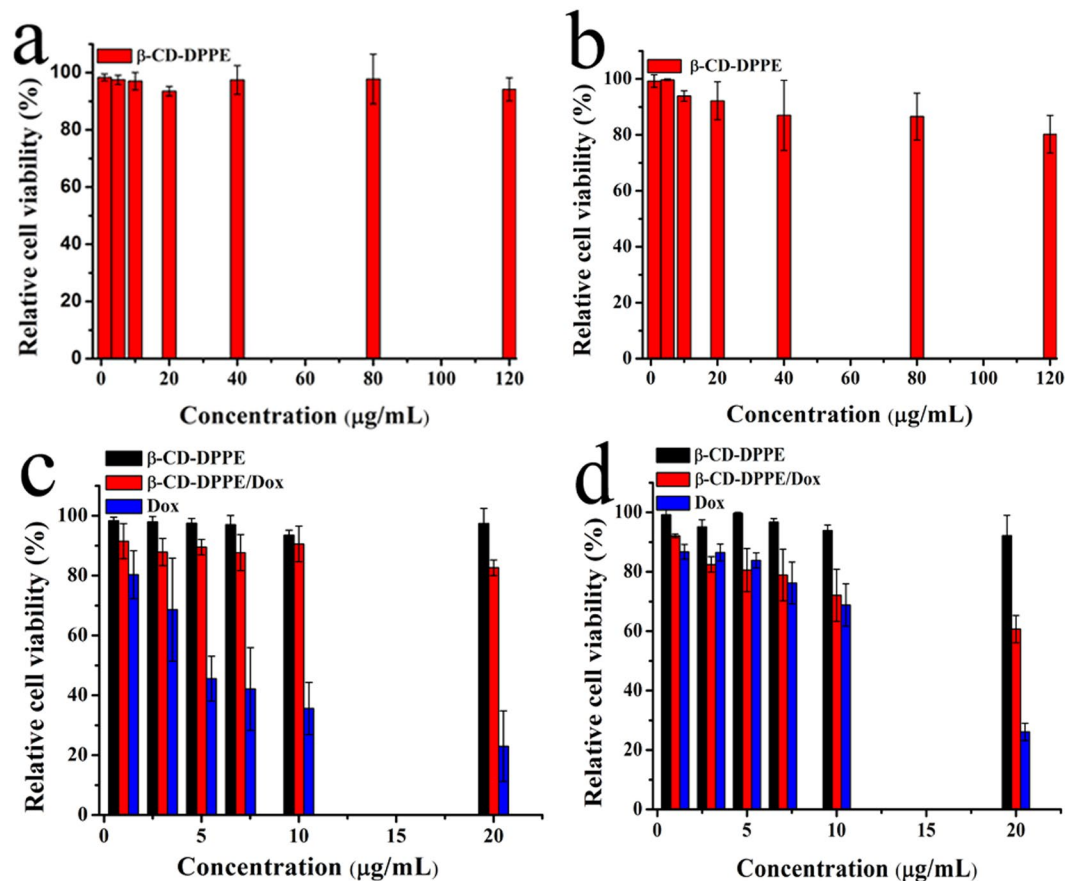 a
β-CD-DPPE
Relative cell viability (%)
100
80
60
40
20
0
0 20 40 60 80 100 120
Concentration (μg/mL)
b
β-CD-DPPE
Relative cell viability (%)
100
80
60
40
20
0
0 20 40 60 80 100 120
Concentration (μg/mL)
c
β-CD-DPPE
β-CD-DPPE/Dox
Dox
Relative cell viability (%)
100
80
60
40
20
0
0 5 10 15 20
Concentration (μg/mL)
d
β-CD-DPPE
β-CD-DPPE/Dox
Dox
Relative cell viability (%)
100
80
60
40
20
0
0 5 10 15 20
Concentration (μg/mL)